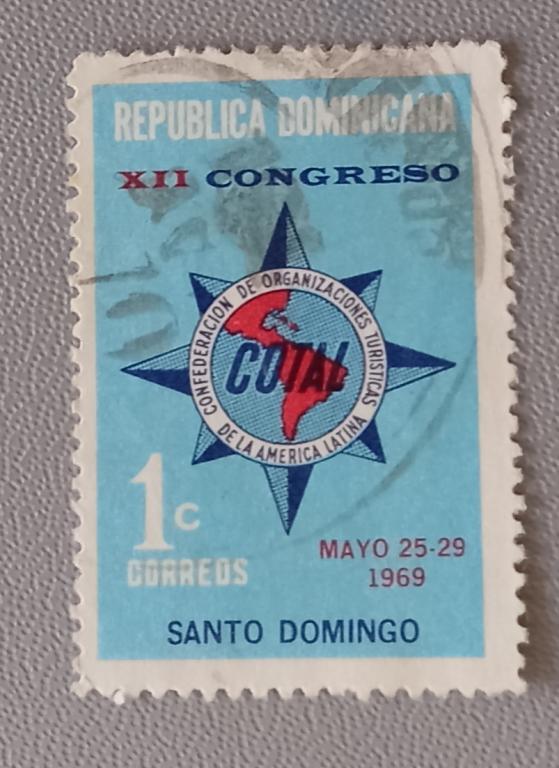 REPUBLICA DOMINICANA
XII CONGRESO
CONFEDERACION DE ORGANIZACIONES TURISTICAS
DE LA AMERICA LATINA
COTAL
1c
CORREOS
MAYO 25-29
1969
SANTO DOMINGO